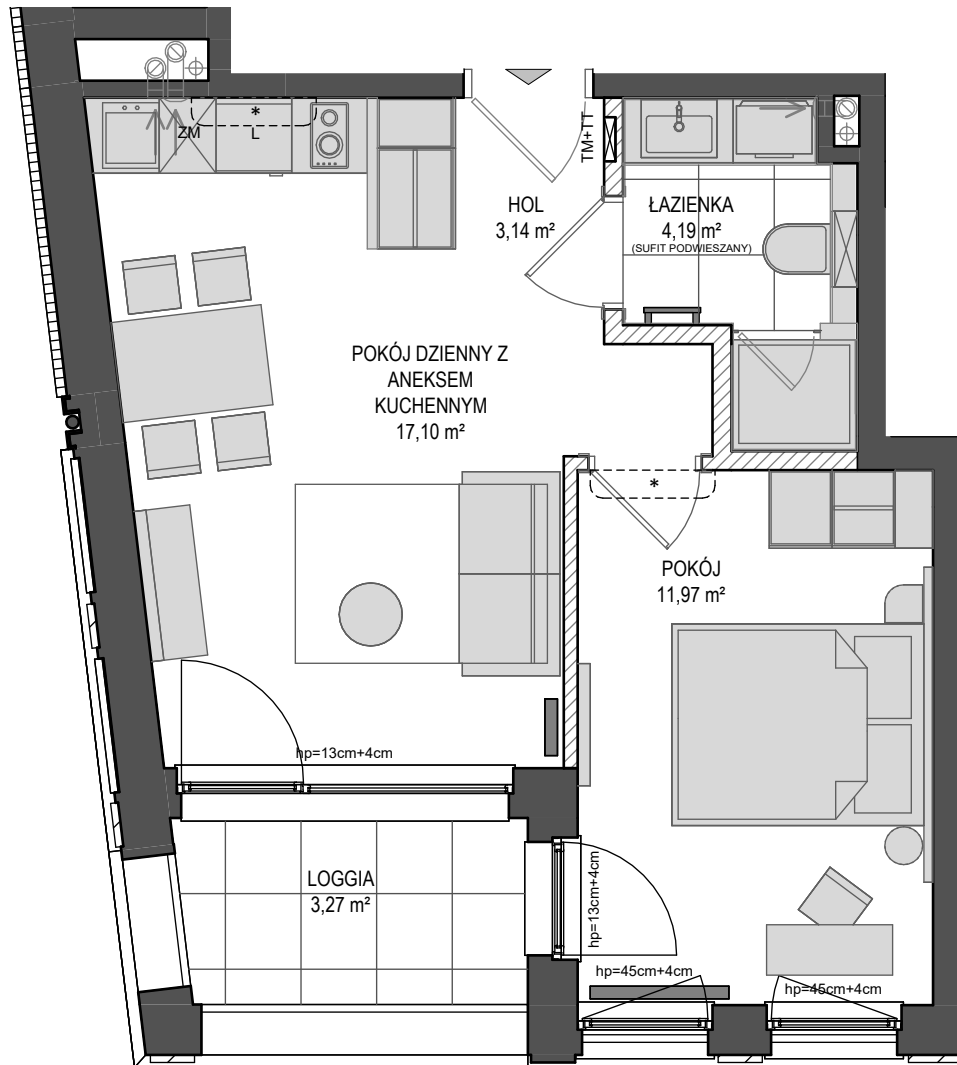 *
ZM
L
TM+TT
HOL
3,14 m²
ŁAZIENKA
4,19 m²
(SUFIT PODWIESZANY)
POKÓJ DZIENNY Z
ANEKSEM
KUCHENNYM
17,10 m²
*
POKÓJ
11,97 m²
hp=13cm+4cm
LOGGIA
3,27 m²
hp=13cm+4cm
hp=45cm+4cm
hp=45cm+4cm